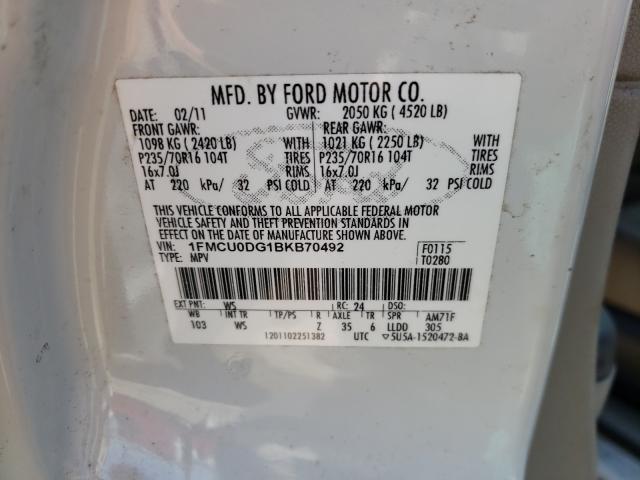 MFD. BY FORD MOTOR CO.
DATE: 02/11 GVWR: 2050 KG ( 4520 LB)
FRONT GAWR: REAR GAWR:
1098 KG ( 2420 LB) 1021 KG ( 2250 LB)
P235/70R16 104T TIRES P235/70R16 104T TIRES
16x7.0J RIMS 16x7.0J RIMS
AT 220 kPa/ 32 PSI COLD AT 220 kPa/ 32 PSI COLD
THIS VEHICLE CONFORMS TO ALL APPLICABLE FEDERAL MOTOR
VEHICLE SAFETY AND THEFT PREVENTION STANDARDS IN
EFFECT ON THE DATE OF MANUFACTURE SHOWN ABOVE.
VIN: 1FMCU0DG1BKB70492 F0115
TYPE: MPV T0280
EXT PNT: WS RC: 24 DSO:
WB INT TR TP/PS R AXLE TR SPR AM71F
103 WS Z 35 6 LLDD 305
1201102251382 UTC ▽5U5A-1520472-BA